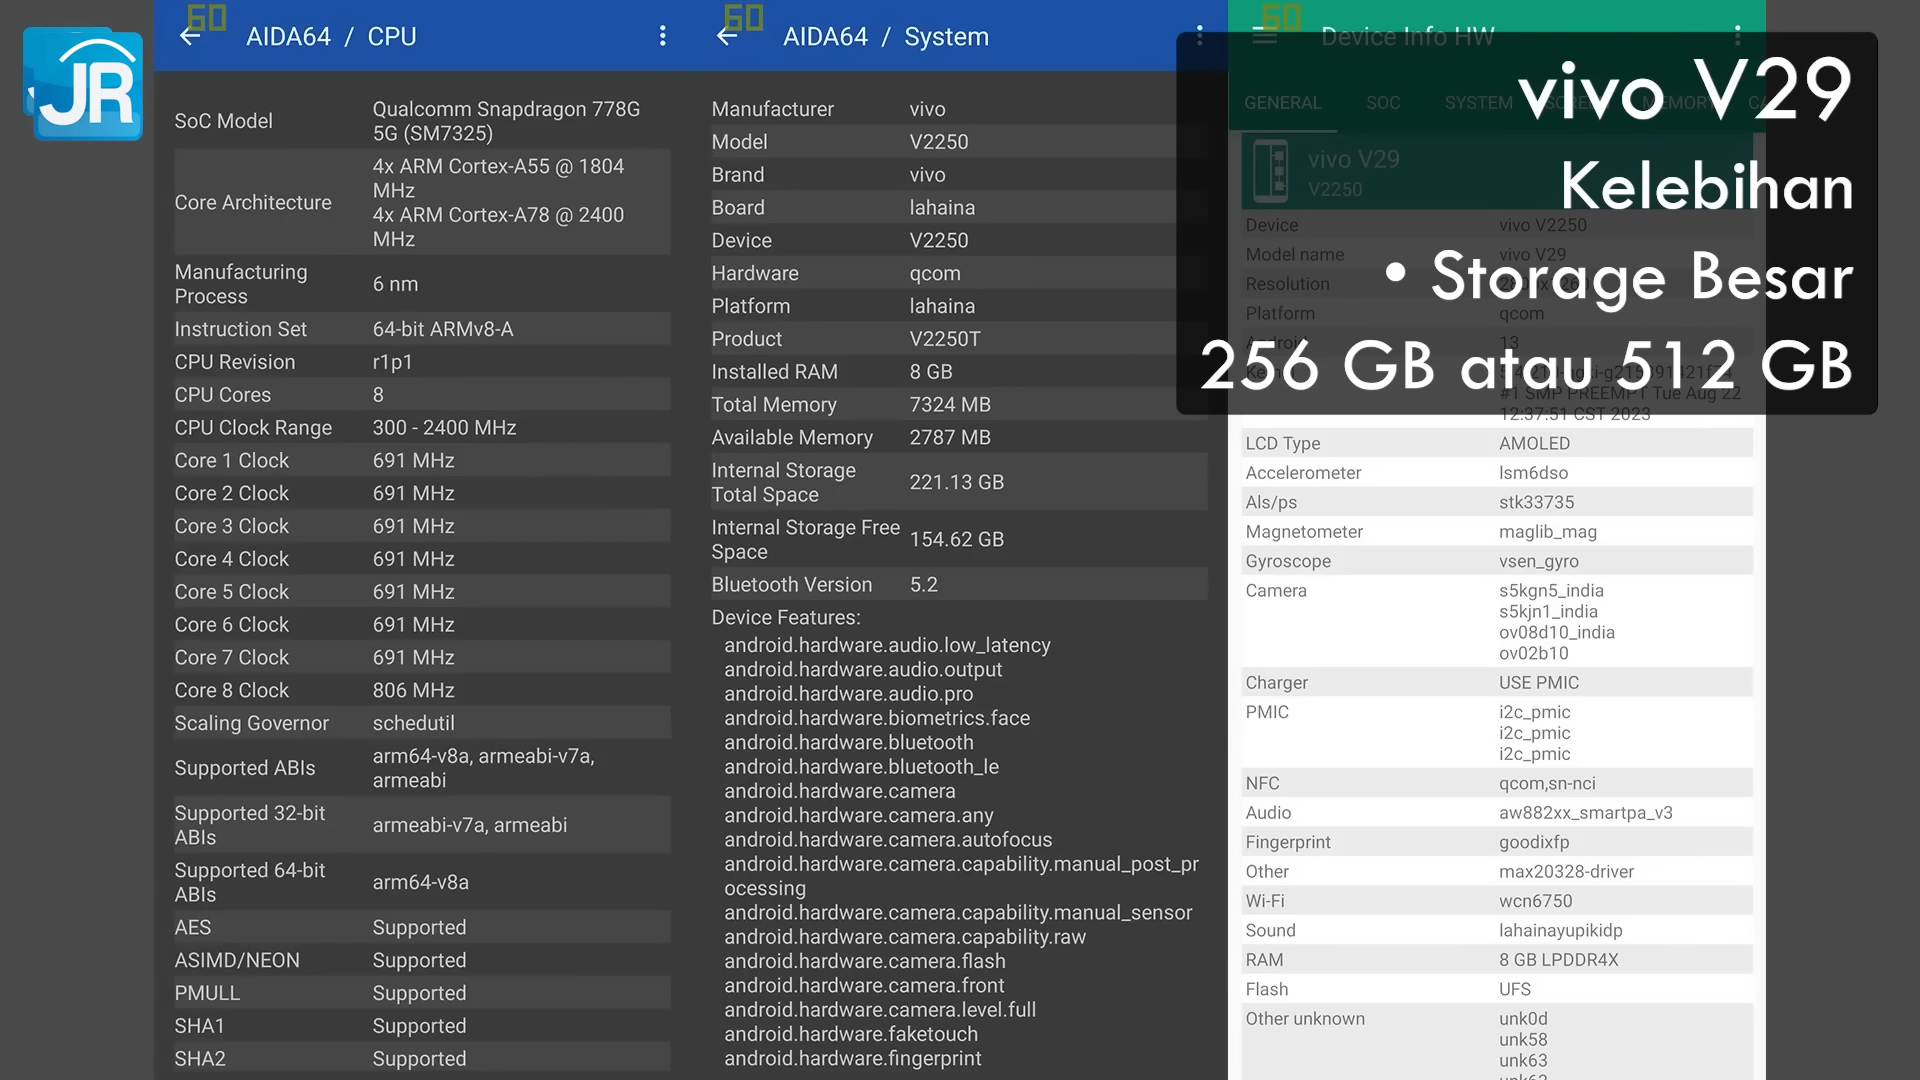 JR
60
AIDA64 / CPU
SoC Model
Qualcomm Snapdragon 778G
5G (SM7325)
Core Architecture
4x ARM Cortex-A55 @ 1804
MHz
4x ARM Cortex-A78 @ 2400
MHz
Manufacturing
Process
6 nm
Instruction Set 64-bit ARMv8-A
CPU Revision r1p1
CPU Cores 8
CPU Clock Range 300 - 2400 MHz
Core 1 Clock 691 MHz
Core 2 Clock 691 MHz
Core 3 Clock 691 MHz
Core 4 Clock 691 MHz
Core 5 Clock 691 MHz
Core 6 Clock 691 MHz
Core 7 Clock 691 MHz
Core 8 Clock 806 MHz
Scaling Governor schedutil
Supported ABIs
arm64-v8a, armeabi-v7a,
armeabi
Supported 32-bit
ABIs
armeabi-v7a, armeabi
Supported 64-bit
ABIs
arm64-v8a
AES Supported
ASIMD/NEON Supported
PMULL Supported
SHA1 Supported
SHA2 Supported
60
AIDA64 / System
Manufacturer vivo
Model V2250
Brand vivo
Board lahaina
Device V2250
Hardware qcom
Platform lahaina
Product V2250T
Installed RAM 8 GB
Total Memory 7324 MB
Available Memory 2787 MB
Internal Storage
Total Space
221.13 GB
Internal Storage Free
Space
154.62 GB
Bluetooth Version 5.2
Device Features:
android.hardware.audio.low_latency
android.hardware.audio.output
android.hardware.audio.pro
android.hardware.biometrics.face
android.hardware.bluetooth
android.hardware.bluetooth_le
android.hardware.camera
android.hardware.camera.any
android.hardware.camera.autofocus
android.hardware.camera.capability.manual_post_pr
ocessing
android.hardware.camera.capability.manual_sensor
android.hardware.camera.capability.raw
android.hardware.camera.flash
android.hardware.camera.front
android.hardware.camera.level.full
android.hardware.faketouch
android.hardware.fingerprint
60
Device Info HW
GENERAL SOC SYSTEM MEMORY
vivo V29
V2250
Device vivo V2250
Model name vivo V29
Resolution
Platform qcom
13
#1 SMP PREEMPT Tue Aug 22
12:37:51 CST 2023
LCD Type AMOLED
Accelerometer lsm6dso
Als/ps stk33735
Magnetometer maglib_mag
Gyroscope vsen_gyro
Camera s5kgn5_india
s5kjn1_india
ov08d10_india
ov02b10
Charger USE PMIC
PMIC i2c_pmic
i2c_pmic
i2c_pmic
NFC qcom,sn-nci
Audio aw882xx_smartpa_v3
Fingerprint goodixfp
Other max20328-driver
Wi-Fi wcn6750
Sound lahainayupikidp
RAM 8 GB LPDDR4X
Flash UFS
Other unknown unk0d
unk58
unk63
vivo V29
Kelebihan
• Storage Besar
256 GB atau 512 GB